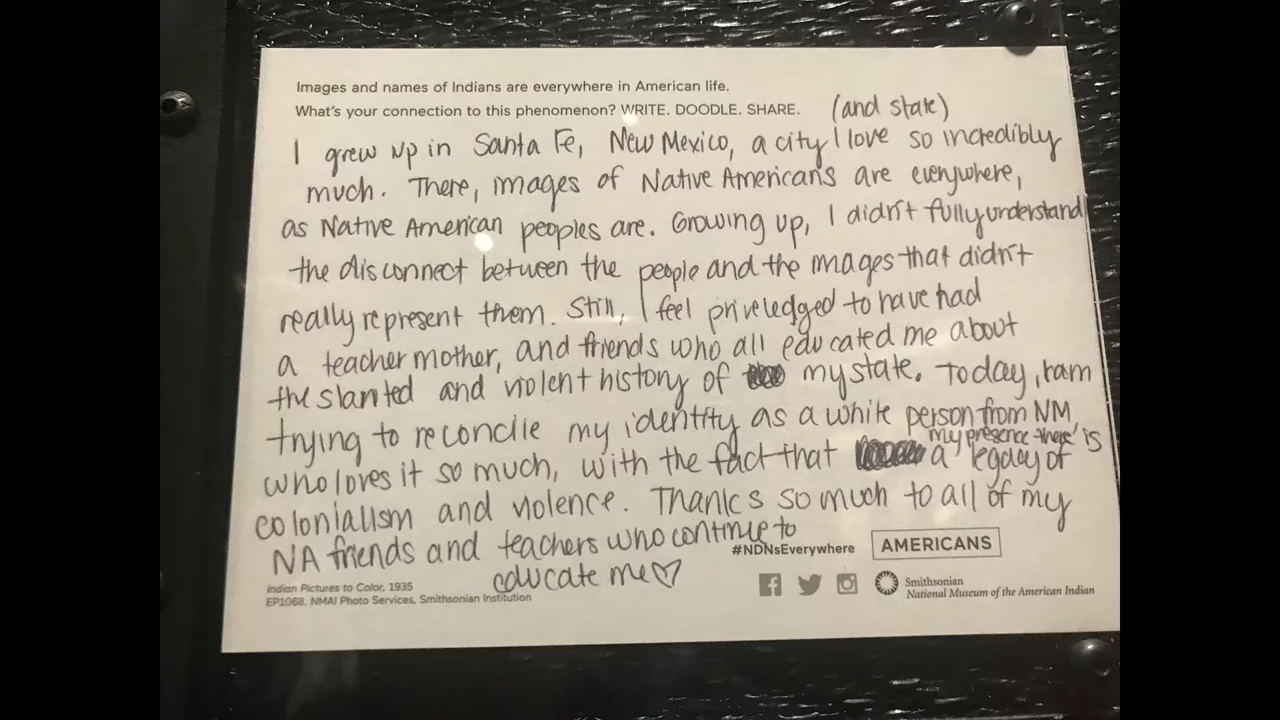 Images and names of Indians are everywhere in American life.
What's your connection to this phenomenon? WRITE. DOODLE. SHARE.
(and state)
I grew up in Santa Fe, New Mexico, a city I love so incredibly
much. There, images of Native Americans are everywhere,
as Native American peoples are. Growing up, I didn't fully understand
the disconnect between the people and the images that didn't
really represent them. Still, I feel priveledged to have had
a teacher mother, and friends who all educated me about
the slanted and violent history of my state. Today, I am
trying to reconcile my identity as a white person from NM
who loves it so much, with the fact that my presence there is
a legacy of
colonialism and violence. Thanks so much to all of my
NA friends and teachers who continue to
educate me♡
#NDNsEverywhere
AMERICANS
Indian Pictures to Color, 1935
EP1068. NMAI Photo Services, Smithsonian Institution
Smithsonian
National Museum of the American Indian